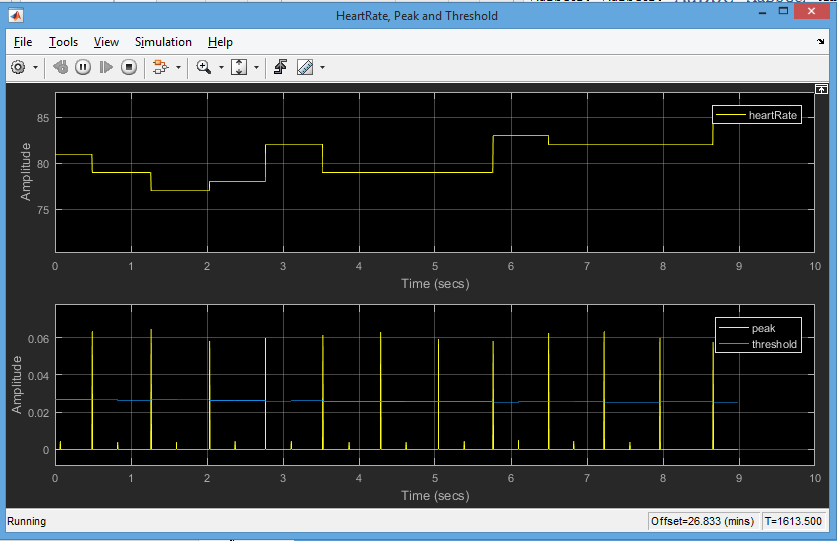 HeartRate, Peak and Threshold
File Tools View Simulation Help
85
80
75
Amplitude
heartRate
0 1 2 3 4 5 6 7 8 9 10
Time (secs)
0.06
0.04
0.02
0
Amplitude
peak
threshold
0 1 2 3 4 5 6 7 8 9 10
Time (secs)
Running Offset=26.833 (mins) T=1613.500